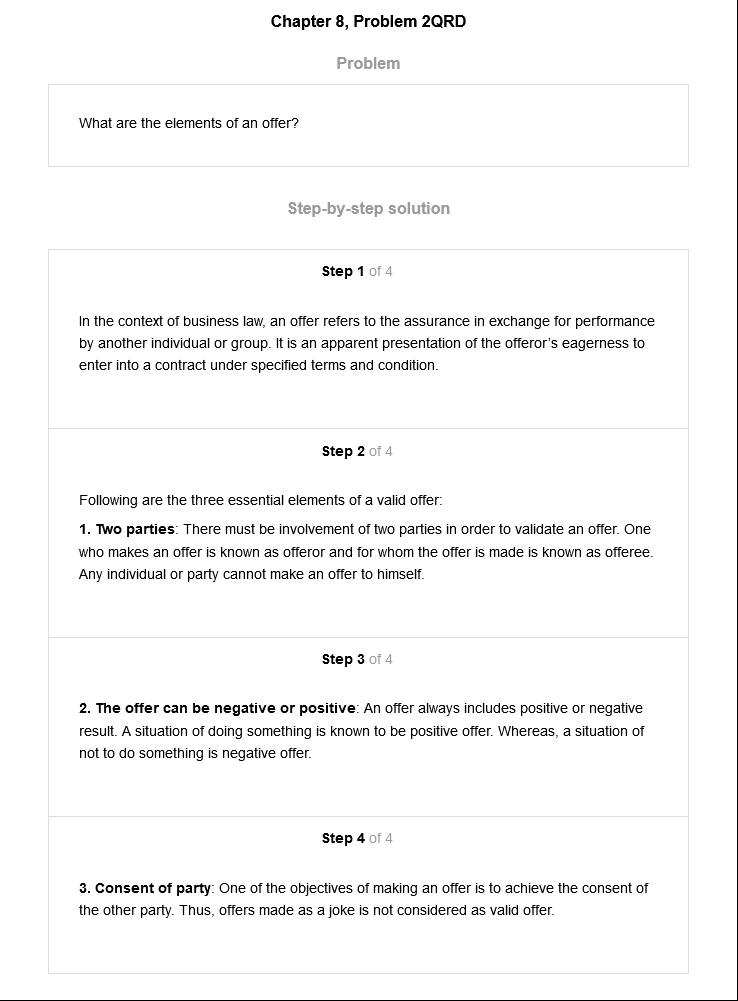 Chapter 8, Problem 2QRD
Problem
What are the elements of an offer?
Step-by-step solution
Step 1 of 4
In the context of business law, an offer refers to the assurance in exchange for performance
by another individual or group. It is an apparent presentation of the offeror’s eagerness to
enter into a contract under specified terms and condition.
Step 2 of 4
Following are the three essential elements of a valid offer:
1. Two parties: There must be involvement of two parties in order to validate an offer. One
who makes an offer is known as offeror and for whom the offer is made is known as offeree.
Any individual or party cannot make an offer to himself.
Step 3 of 4
2. The offer can be negative or positive: An offer always includes positive or negative
result. A situation of doing something is known to be positive offer. Whereas, a situation of
not to do something is negative offer.
Step 4 of 4
3. Consent of party: One of the objectives of making an offer is to achieve the consent of
the other party. Thus, offers made as a joke is not considered as valid offer.